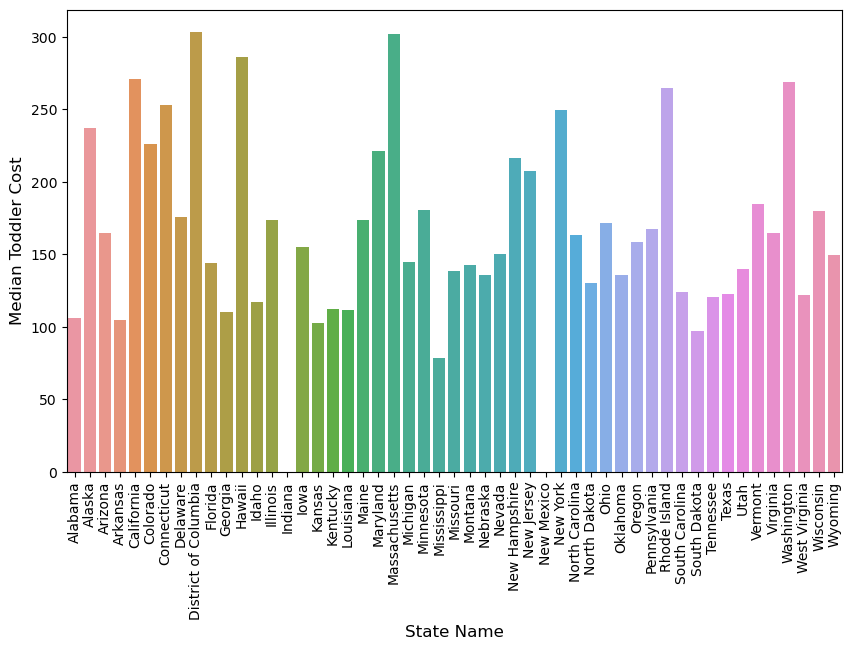 300
250
200
150
100
50
0
Median Toddler Cost
Alabama
Alaska
Arizona
Arkansas
California
Colorado
Connecticut
Delaware
District of Columbia
Florida
Georgia
Hawaii
Idaho
Illinois
Indiana
Iowa
Kansas
Kentucky
Louisiana
Maine
Maryland
Massachusetts
Michigan
Minnesota
Mississippi
Missouri
Montana
Nebraska
Nevada
New Hampshire
New Jersey
New Mexico
New York
North Carolina
North Dakota
Ohio
Oklahoma
Oregon
Pennsylvania
Rhode Island
South Carolina
South Dakota
Tennessee
Texas
Utah
Vermont
Virginia
Washington
West Virginia
Wisconsin
Wyoming
State Name